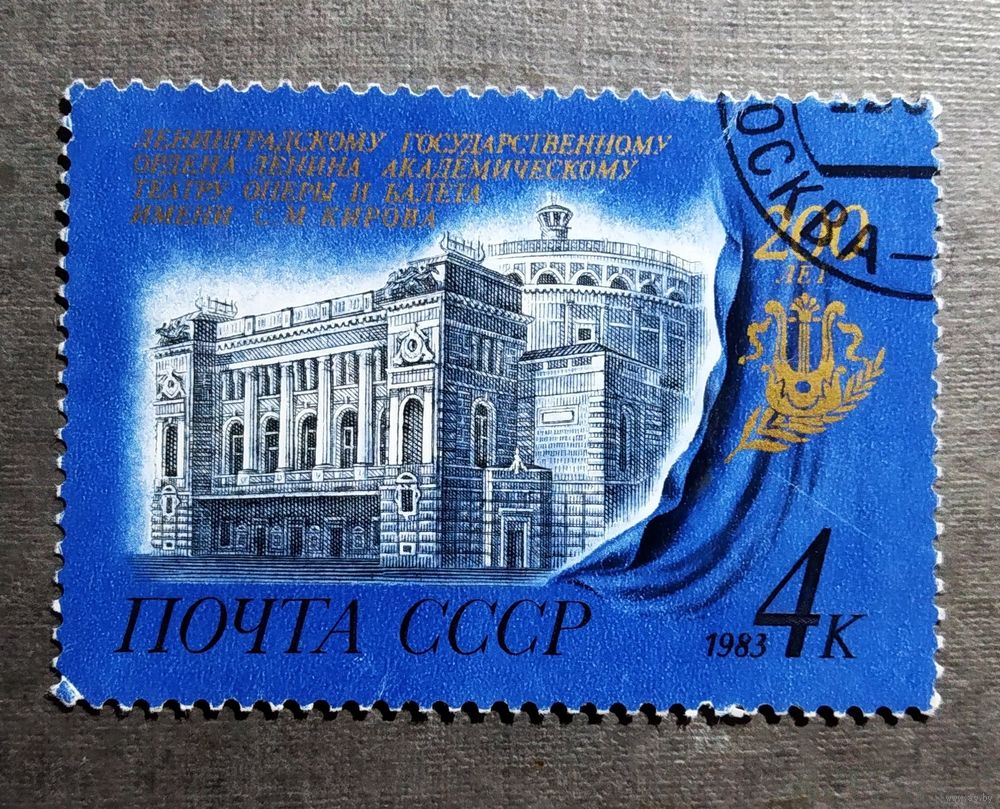 ЛЕНИНГРАДСКОМУ ГОСУДАРСТВЕННОМУ
ОРДЕНА ЛЕНИНА АКАДЕМИЧЕСКОМУ
ТЕАТРУ ОПЕРЫ И БАЛЕТА
ИМЕНИ С.М.КИРОВА
ОСКВА
200
ЛЕТ
ПОЧТА СССР
1983 4К